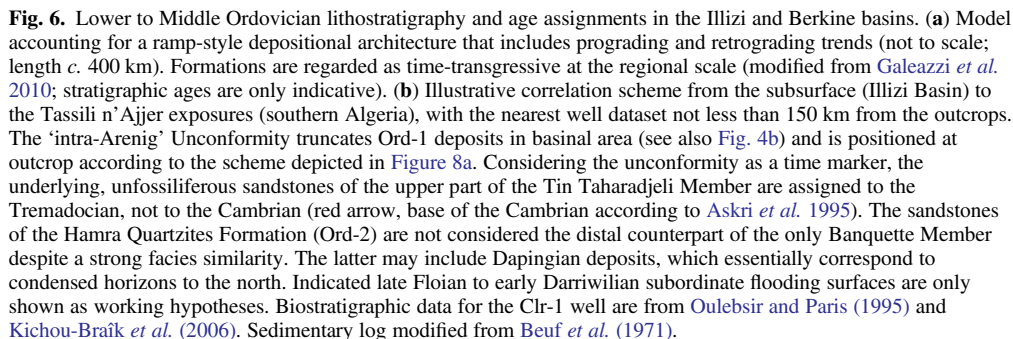 Fig. 6. Lower to Middle Ordovician lithostratigraphy and age assignments in the Illizi and Berkine basins. (a) Model
accounting for a ramp-style depositional architecture that includes prograding and retrograding trends (not to scale;
length c. 400 km). Formations are regarded as time-transgressive at the regional scale (modified from Galeazzi et al.
2010; stratigraphic ages are only indicative). (b) Illustrative correlation scheme from the subsurface (Illizi Basin) to
the Tassili n'Ajjer exposures (southern Algeria), with the nearest well dataset not less than 150 km from the outcrops.
The ‘intra-Arenig’ Unconformity truncates Ord-1 deposits in basinal area (see also Fig. 4b) and is positioned at
outcrop according to the scheme depicted in Figure 8a. Considering the unconformity as a time marker, the
underlying, unfossiliferous sandstones of the upper part of the Tin Taharadjeli Member are assigned to the
Tremadocian, not to the Cambrian (red arrow, base of the Cambrian according to Askri et al. 1995). The sandstones
of the Hamra Quartzites Formation (Ord-2) are not considered the distal counterpart of the only Banquette Member
despite a strong facies similarity. The latter may include Dapingian deposits, which essentially correspond to
condensed horizons to the north. Indicated late Floian to early Darriwilian subordinate flooding surfaces are only
shown as working hypotheses. Biostratigraphic data for the Clr-1 well are from Oulebsir and Paris (1995) and
Kichou-Braîk et al. (2006). Sedimentary log modified from Beuf et al. (1971).